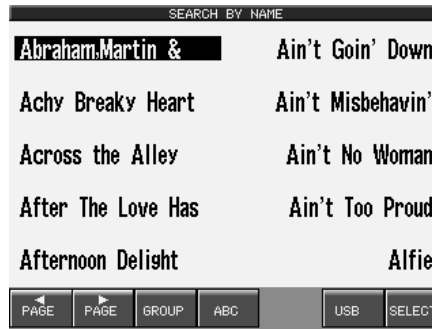 SEARCH BY NAME
Abraham,Martin & Ain't Goin' Down
Achy Breaky Heart Ain't Misbehavin'
Across the Alley Ain't No Woman
After The Love Has Ain't Too Proud
Afternoon Delight Alfie
PAGE PAGE GROUP ABC USB SELECT